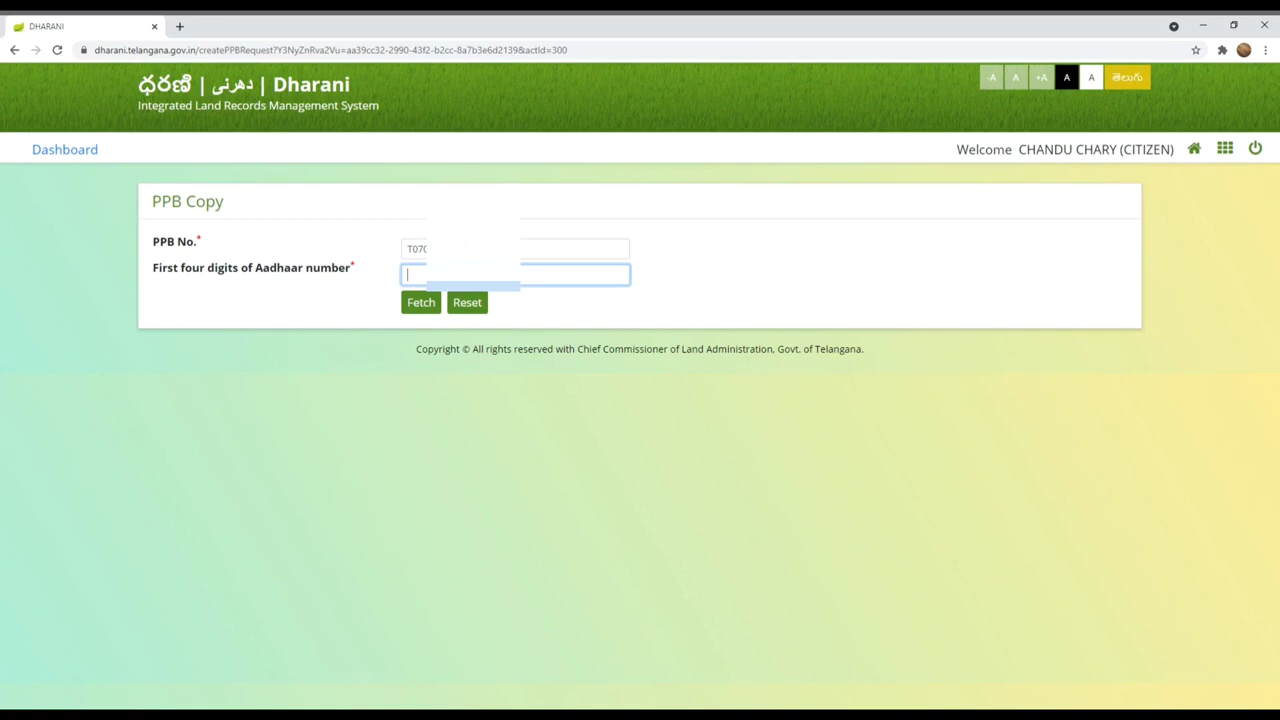 DHARANI
dharani.telangana.gov.in/createPPBRequest?Y3NyZnRva2Vu=aa39cc32-2990-43f2-b2cc-8a7b3e6d2139&actId=300
ధరణి | دھرنی | Dharani
Integrated Land Records Management System
-A A +A A A తెలుగు
Dashboard
Welcome CHANDU CHARY (CITIZEN)
PPB Copy
PPB No.*
T070
First four digits of Aadhaar number*
Fetch Reset
Copyright © All rights reserved with Chief Commissioner of Land Administration, Govt. of Telangana.